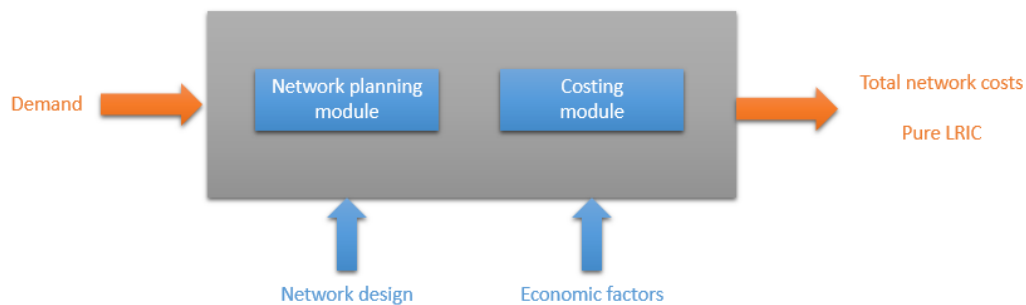 Demand
Network planning
module
Costing
module
Total network costs
Pure LRIC
Network design
Economic factors